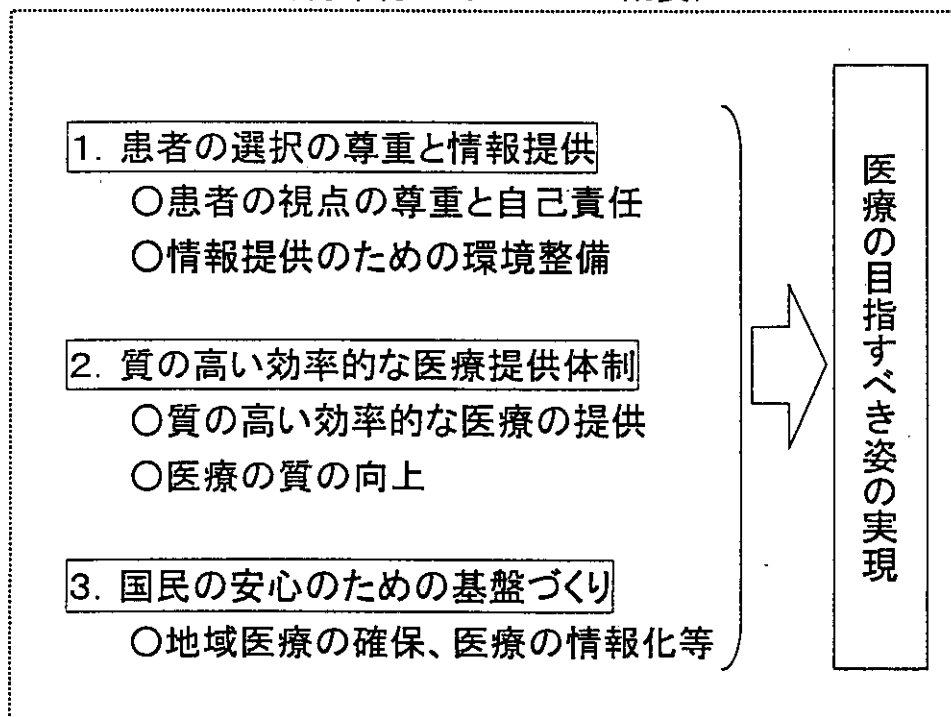 1. 患者の選択の尊重と情報提供
○患者の視点の尊重と自己責任
○情報提供のための環境整備
2. 質の高い効率的な医療提供体制
○質の高い効率的な医療の提供
○医療の質の向上
3. 国民の安心のための基盤づくり
○地域医療の確保、医療の情報化等
医療の目指すべき姿の実現